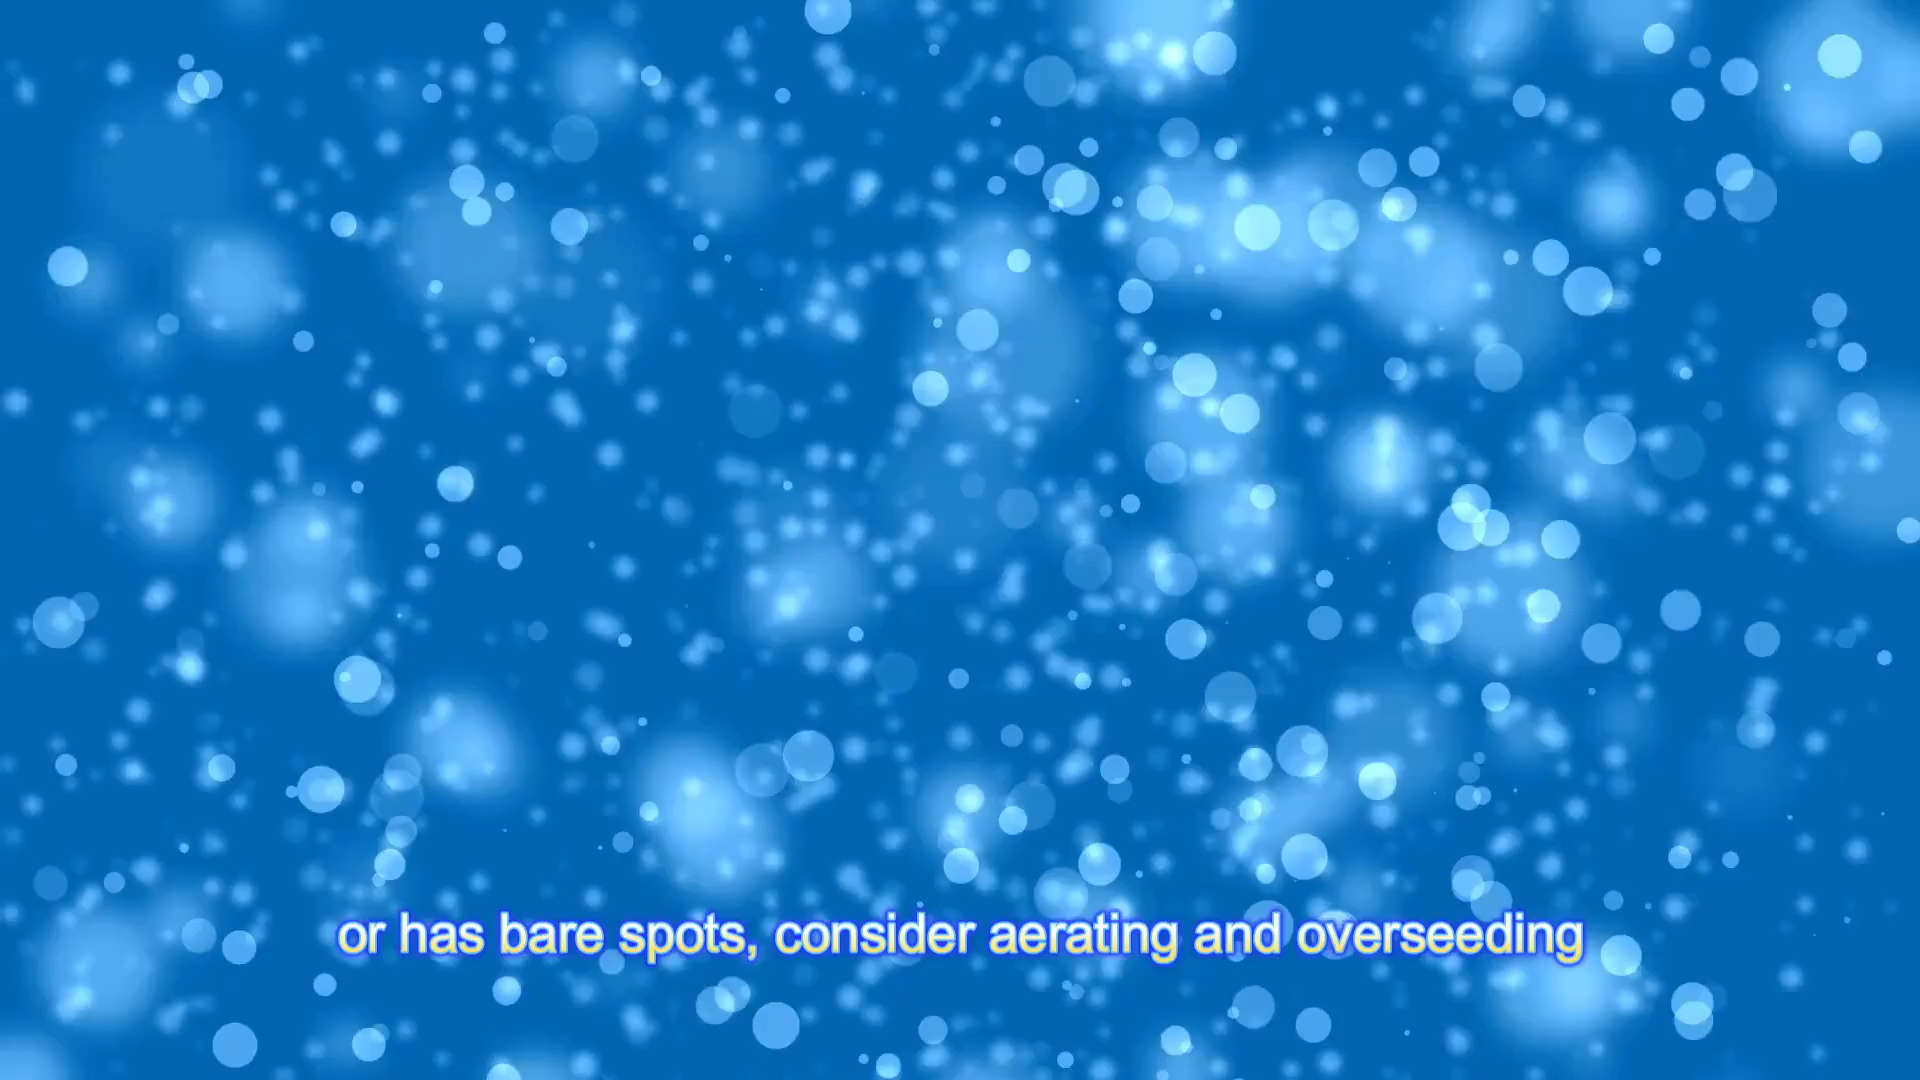 or has bare spots, consider aerating and overseeding